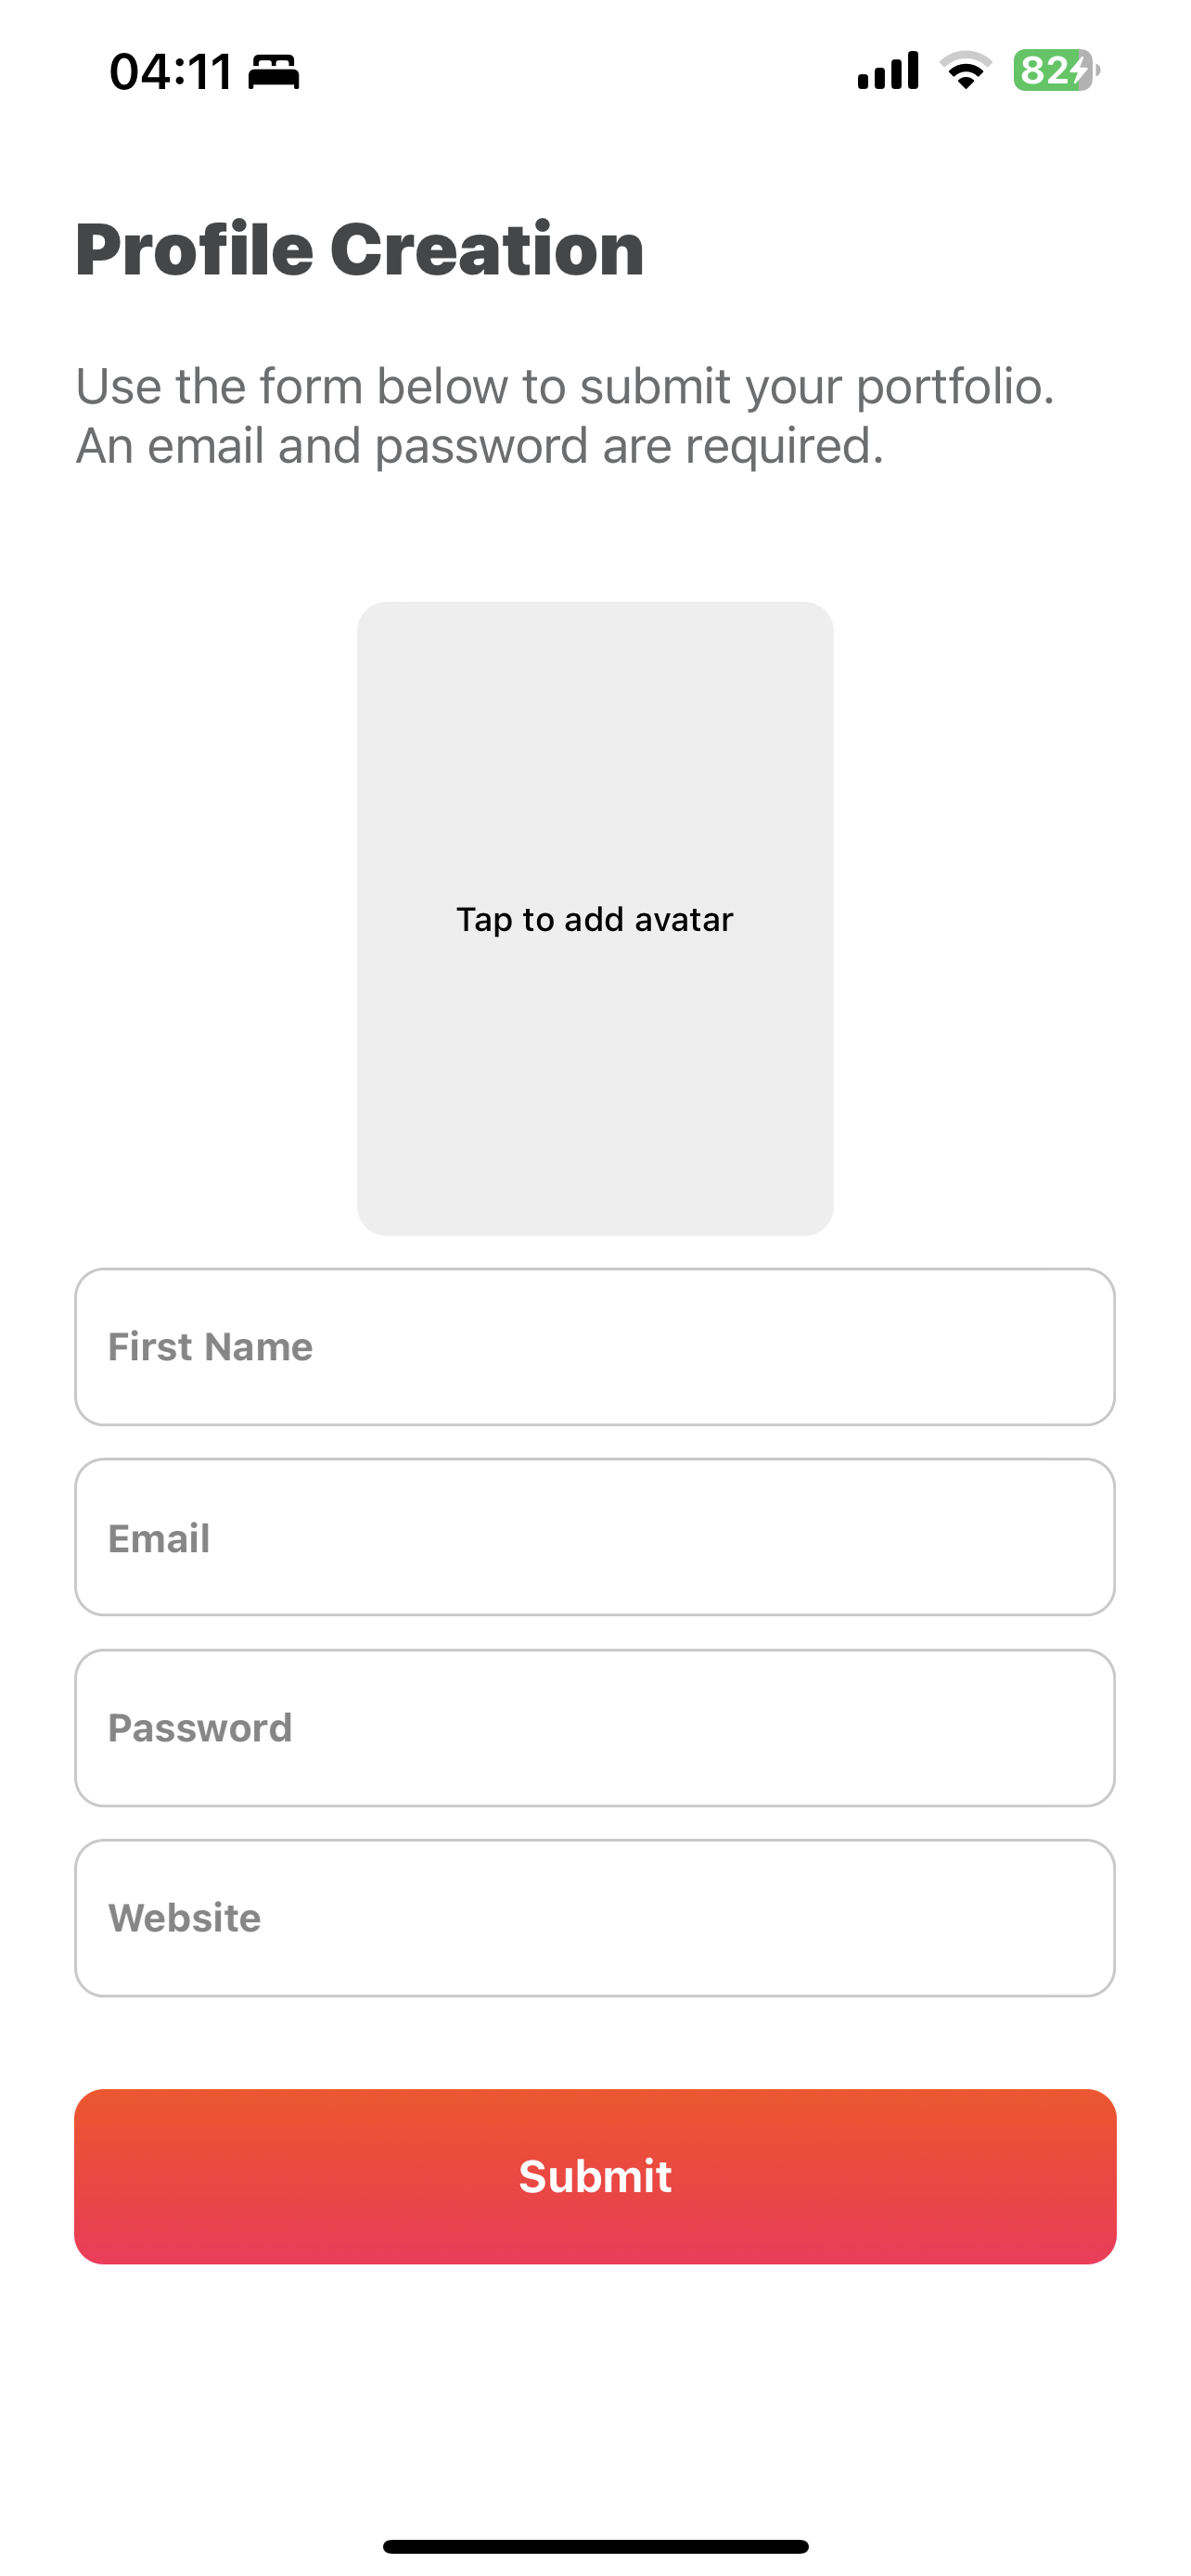 04:11
82
Profile Creation
Use the form below to submit your portfolio.
An email and password are required.
Tap to add avatar
First Name
Email
Password
Website
Submit